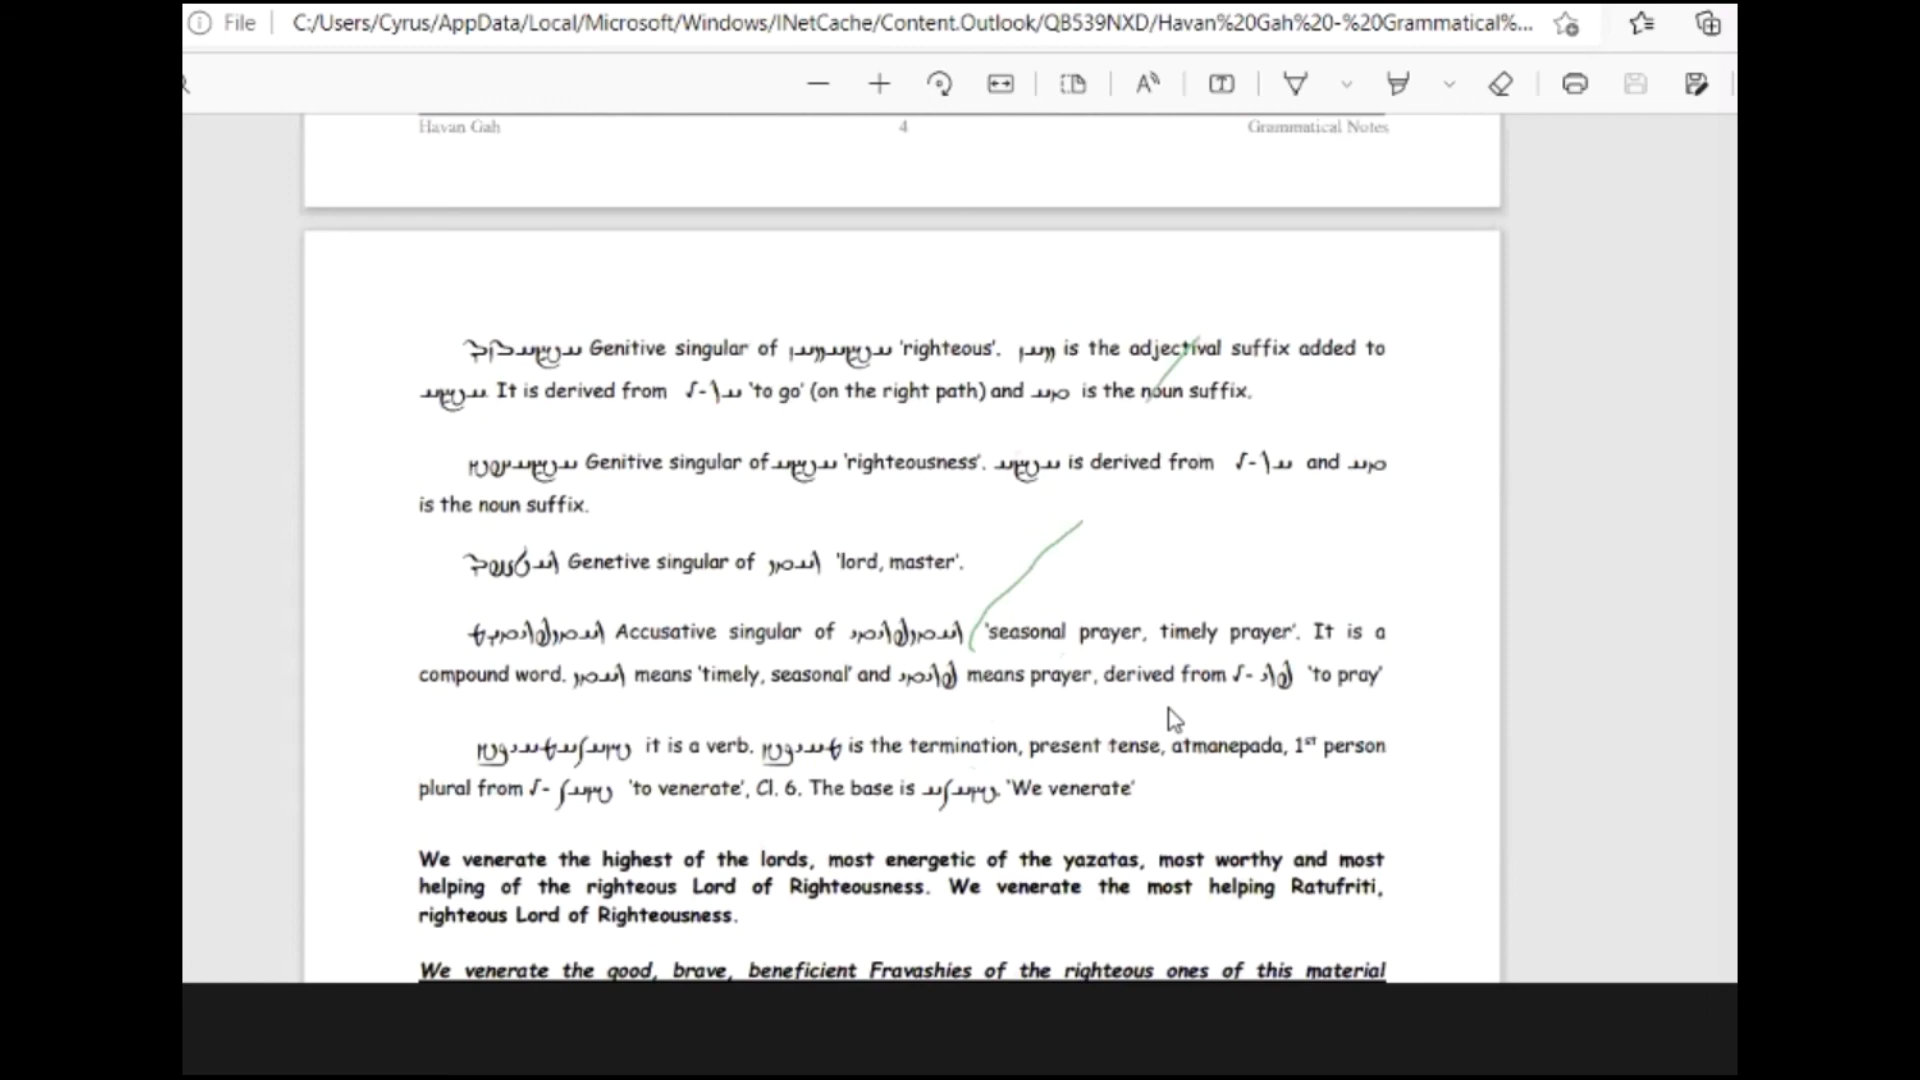 File C:/Users/Cyrus/AppData/Local/Microsoft/Windows/INetCache/Content.Outlook/QB539NXD/Havan%20Gah%20-%20Grammatical%...
Havan Gah 4 Grammatical Notes
Genitive singular of 'righteous'. is the adjectival suffix added to
It is derived from √- 'to go' (on the right path) and is the noun suffix.
Genitive singular of 'righteousness'. is derived from √- and
is the noun suffix.
Genetive singular of 'lord, master'.
Accusative singular of 'seasonal prayer, timely prayer'. It is a
compound word. means 'timely, seasonal' and means prayer, derived from √- 'to pray'
it is a verb. is the termination, present tense, atmanepada, 1st person
plural from √- 'to venerate', Cl. 6. The base is . 'We venerate'
We venerate the highest of the lords, most energetic of the yazatas, most worthy and most
helping of the righteous Lord of Righteousness. We venerate the most helping Ratufriti,
righteous Lord of Righteousness.
We venerate the good, brave, beneficient Fravashies of the righteous ones of this material